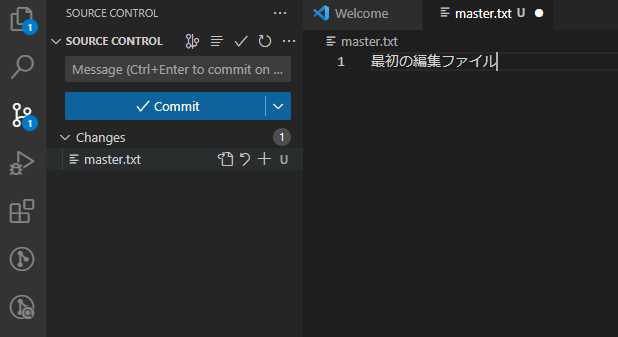 SOURCE CONTROL
SOURCE CONTROL
Message (Ctrl+Enter to commit on ...
Commit
Changes 1
master.txt U
1
1
Welcome
master.txt U
master.txt
1 最初の編集ファイル